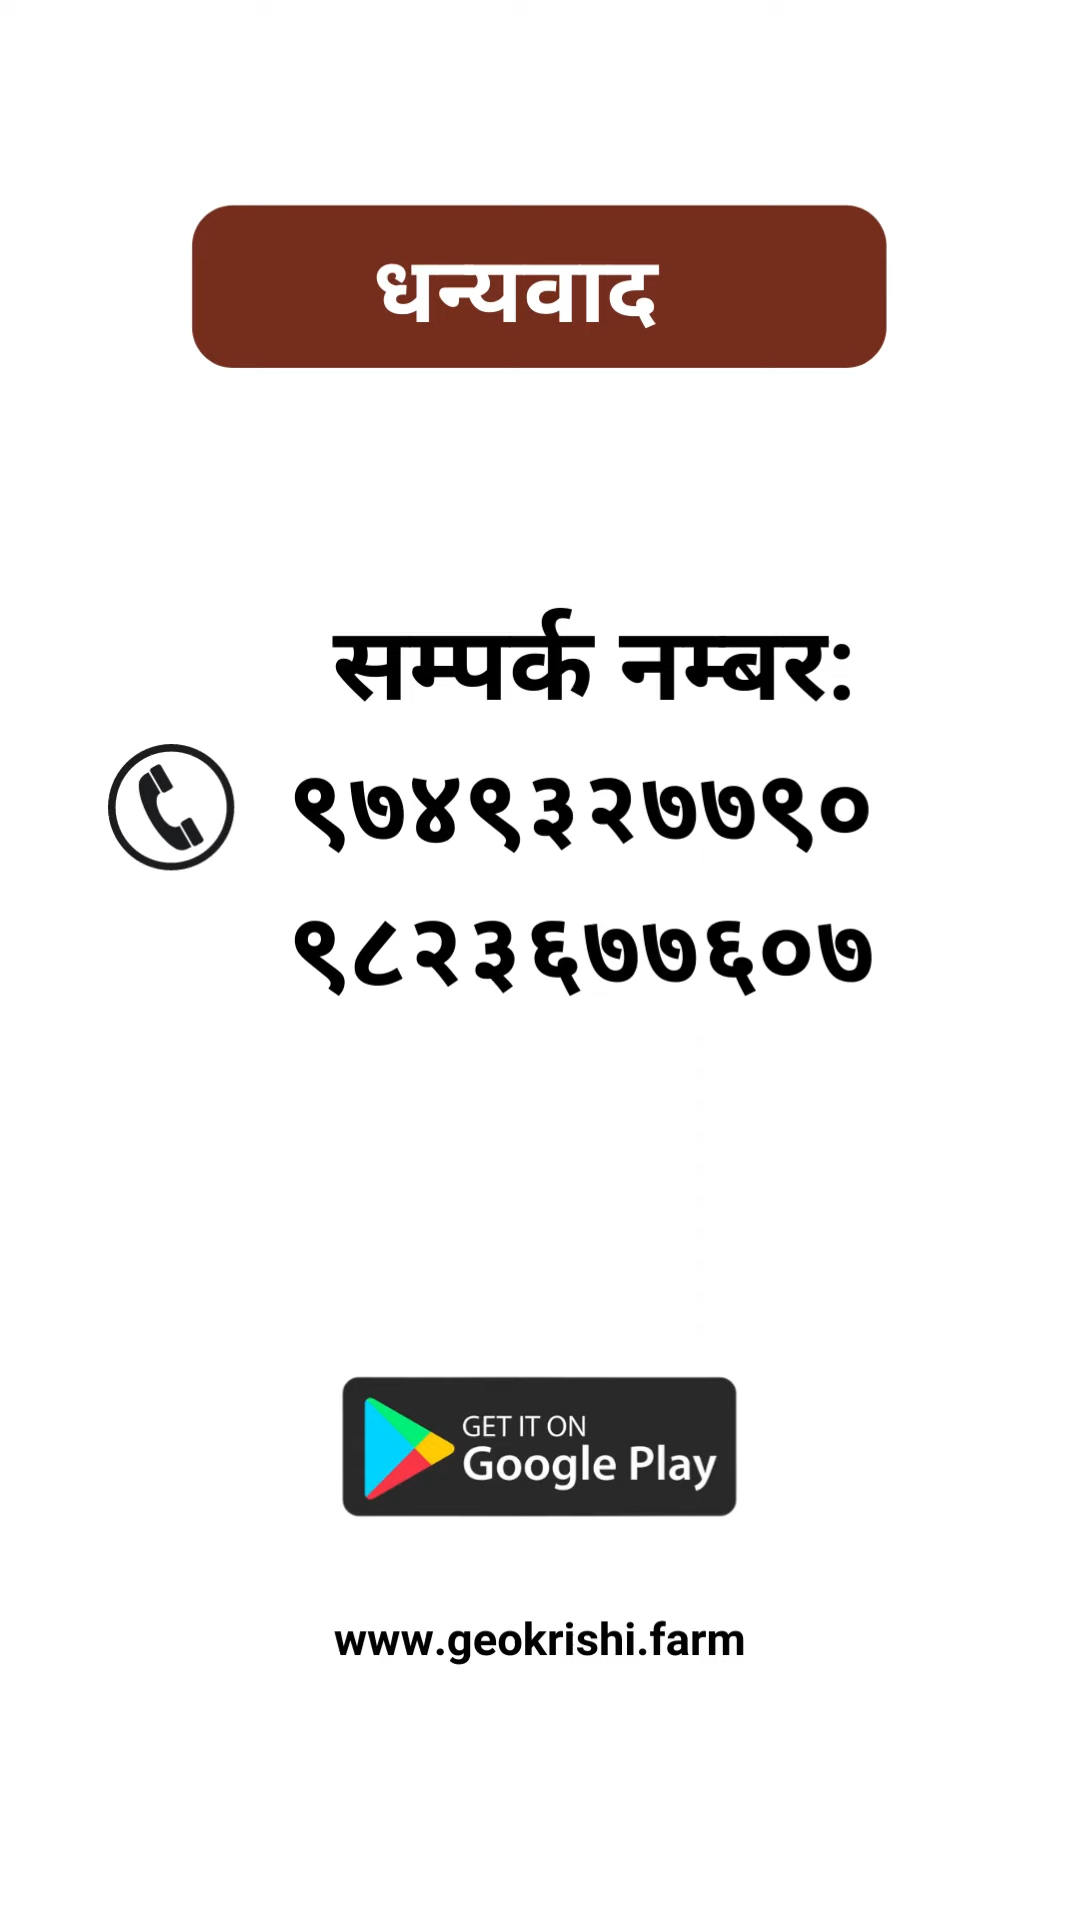 धन्यवाद
सम्पर्क नम्बर:
९७४९३२७७९०
९८२३६७७६०७
GET IT ON
Google Play
www.geokrishi.farm